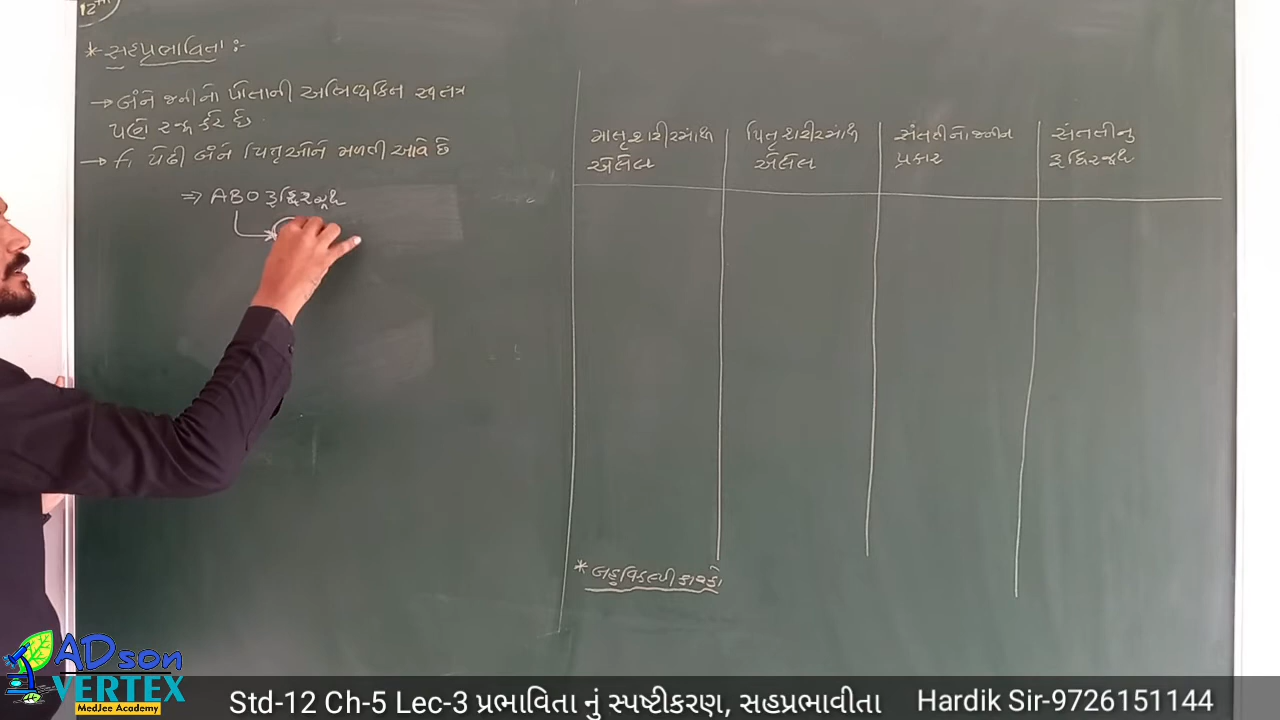 12th
* સહપ્રભાવિતા :-
→ બંને જનીનો પોતાની અભિવ્યકિત સ્વતંત્ર
પણે રજૂ કરે છે.
→ f1 પેઢી બંને પિતૃઓને મળતી આવે છે
⇒ ABO રૂધિરજૂથ
માતૃ શરીરમાંથ
એલેલ
પિતૃ શરીરમાંથ
એલેલ
સંતતીનો જનીન
પ્રકાર
સંતતીનું
રૂધિરજૂથ
* બહુવિકલ્પી કારકો
ADson
VERTEX
MedJee Academy
Std-12 Ch-5 Lec-3 પ્રભાવિતા નું સ્પષ્ટીકરણ, સહપ્રભાવીતા
Hardik Sir-9726151144